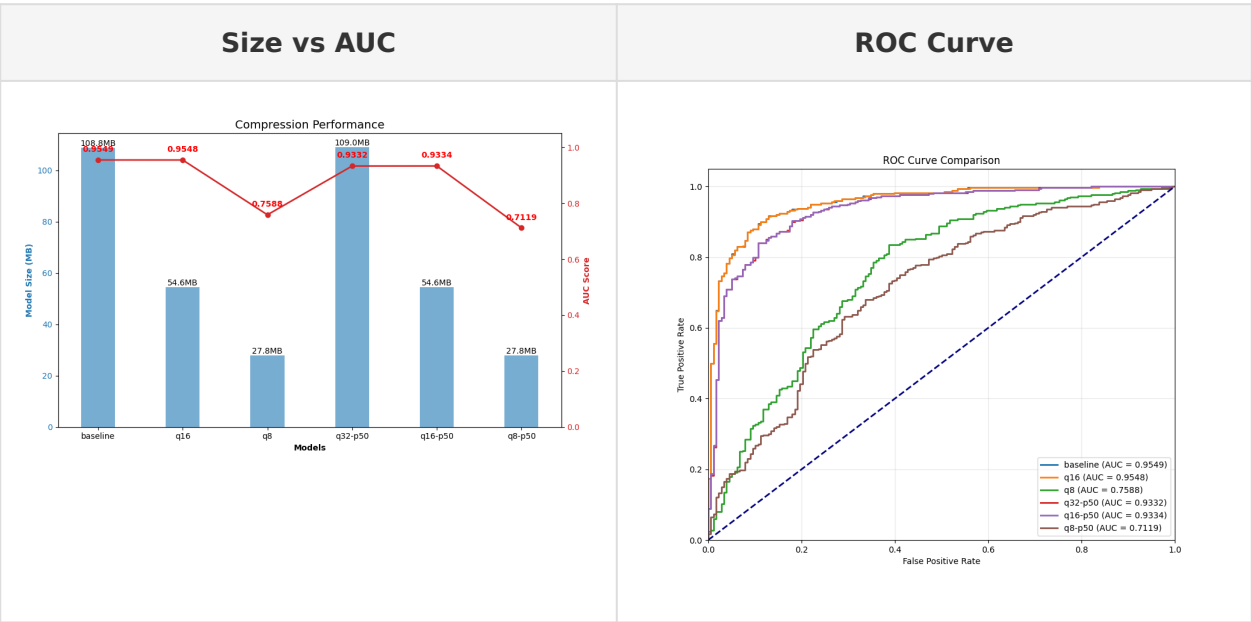 Size vs AUC
ROC Curve
Compression Performance
108.8MB
0.9549
0.9548
54.6MB
0.7588
27.8MB
109.0MB
0.9332
0.9334
54.6MB
0.7119
27.8MB
100
80
60
40
20
0
Model Size (MB)
1.0
0.8
0.6
0.4
0.2
0.0
AUC Score
baseline q16 q8 q32-p50 q16-p50 q8-p50
Models
ROC Curve Comparison
1.0
0.8
0.6
0.4
0.2
0.0
True Positive Rate
baseline (AUC = 0.9549)
q16 (AUC = 0.9548)
q8 (AUC = 0.7588)
q32-p50 (AUC = 0.9332)
q16-p50 (AUC = 0.9334)
q8-p50 (AUC = 0.7119)
0.0 0.2 0.4 0.6 0.8 1.0
False Positive Rate